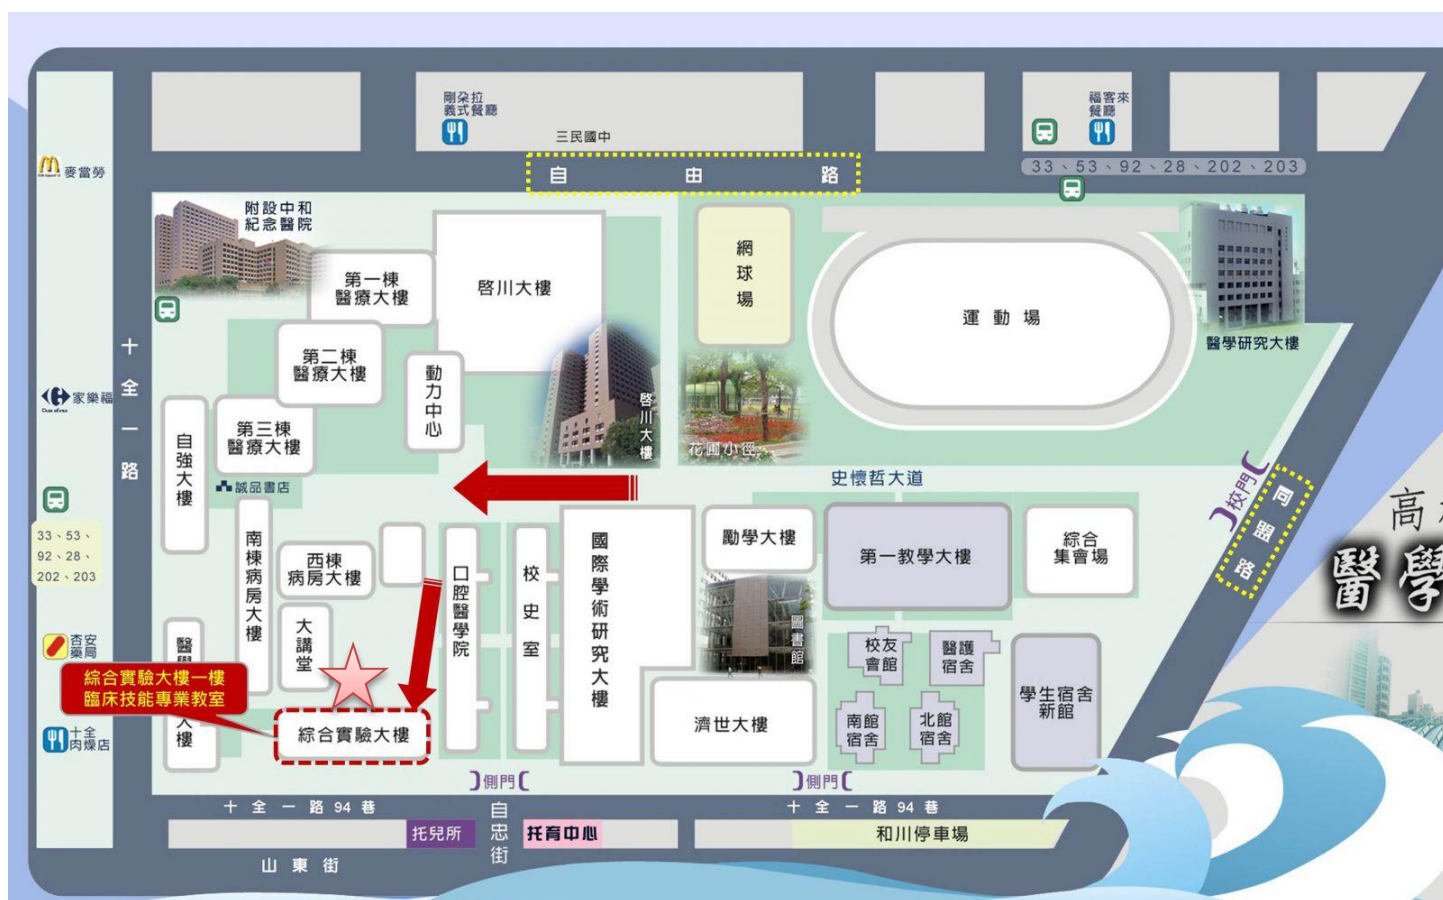 剛朵拉
義式餐廳
三民國中
福客來
餐廳
自由路
33、53、92、28、202、203
麥當勞
附設中和
紀念醫院
第一棟
醫療大樓
啓川大樓
網球場
運動場
醫學研究大樓
第二棟
醫療大樓
動力中心
十全一路
家樂福
啓川大樓
花圃小徑
自強大樓
第三棟
醫療大樓
誠品書店
史懷哲大道
校門
同盟路
33、53、
92、28、
202、203
南棟病房大樓
西棟
病房大樓
口腔醫學院
校史室
國際學術研究大樓
勵學大樓
第一教學大樓
綜合
集會場
高
醫學
圖書館
杏安
藥局
大講堂
校友
會館
醫護
宿舍
學生宿舍
新館
綜合實驗大樓一樓
臨床技能專業教室
醫學大樓
綜合實驗大樓
濟世大樓
南館
宿舍
北館
宿舍
十全
肉燥店
側門
側門
十全一路94巷
十全一路94巷
自忠街
托兒所
托育中心
和川停車場
山東街